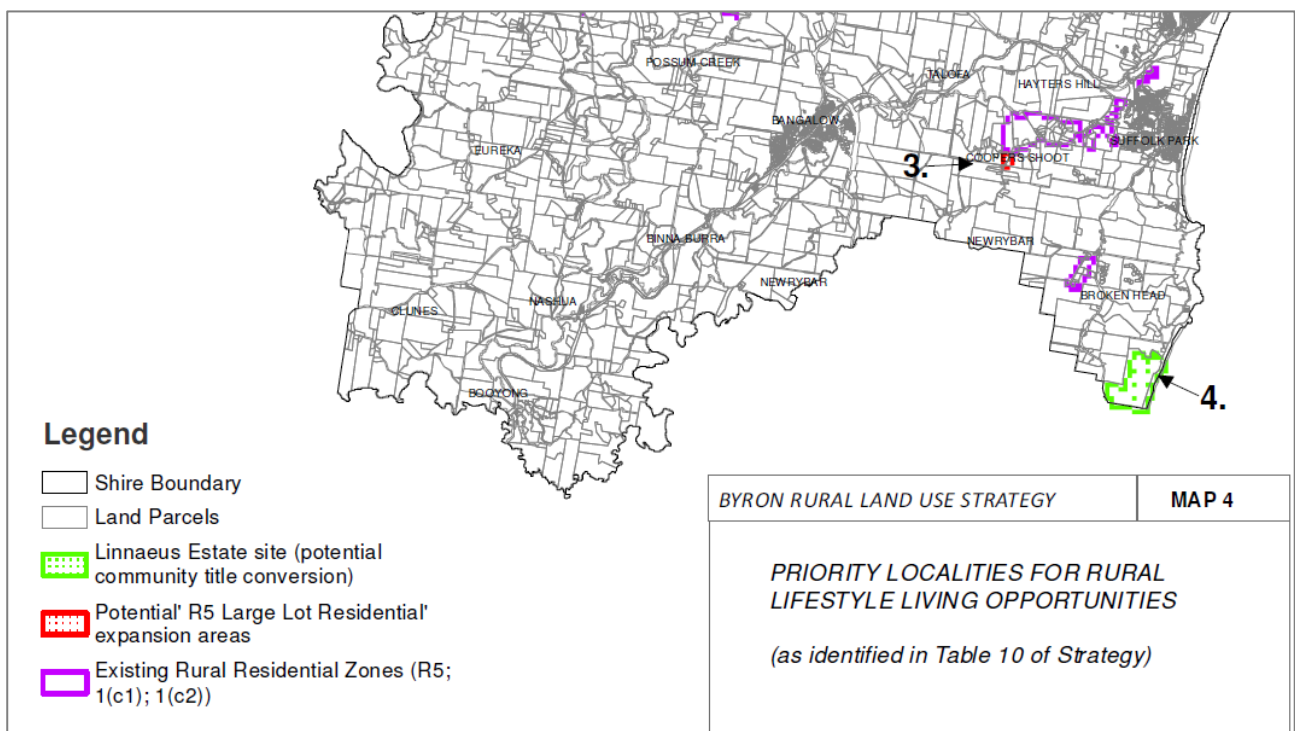 POSSUM CREEK
TALOFA
HAYTERS HILL
BANGALOW
SUFFOLK PARK
EUREKA
COOPERS SHOOT
3.
BINNA BURRA
NEWRYBAR
NEWRYBAR
BROKEN HEAD
NASHUA
CLUNES
BOOYONG
4.
Legend
Shire Boundary
Land Parcels
Linnaeus Estate site (potential
community title conversion)
Potential' R5 Large Lot Residential'
expansion areas
Existing Rural Residential Zones (R5;
1(c1); 1(c2))
BYRON RURAL LAND USE STRATEGY
MAP 4
PRIORITY LOCALITIES FOR RURAL
LIFESTYLE LIVING OPPORTUNITIES
(as identified in Table 10 of Strategy)